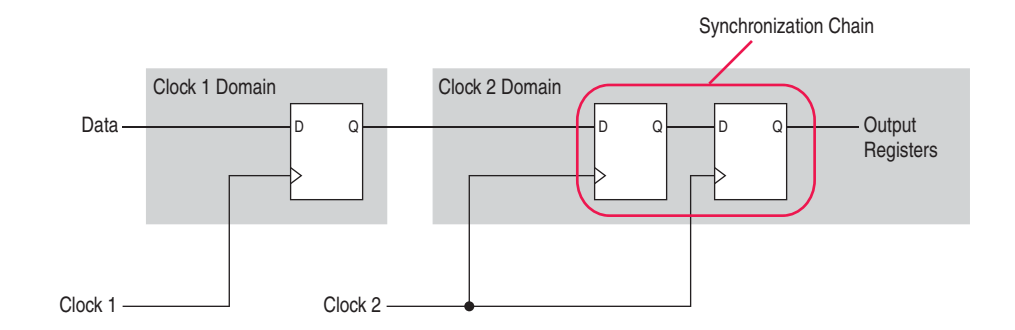 Synchronization Chain
Clock 1 Domain
Clock 2 Domain
Data
D Q
D Q
D Q
Output
Registers
Clock 1
Clock 2